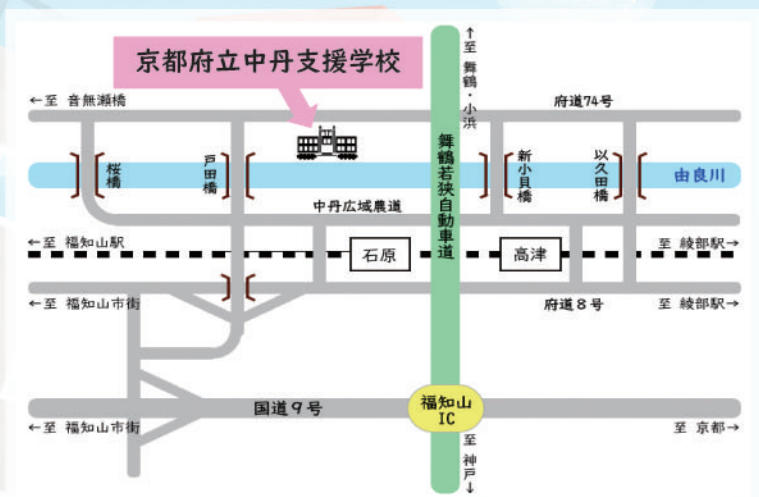 京都府立中丹支援学校
↑至 舞鶴・小浜
←至 音無瀬橋
府道74号
桜橋
戸田橋
舞鶴若狭自動車道
新小貝橋
以久田橋
由良川
中丹広域農道
←至 福知山駅
石原
高津
至 綾部駅→
←至 福知山市街
府道8号
至 綾部駅→
国道9号
福知山
IC
←至 福知山市街
至 京都→
至 神戸↓